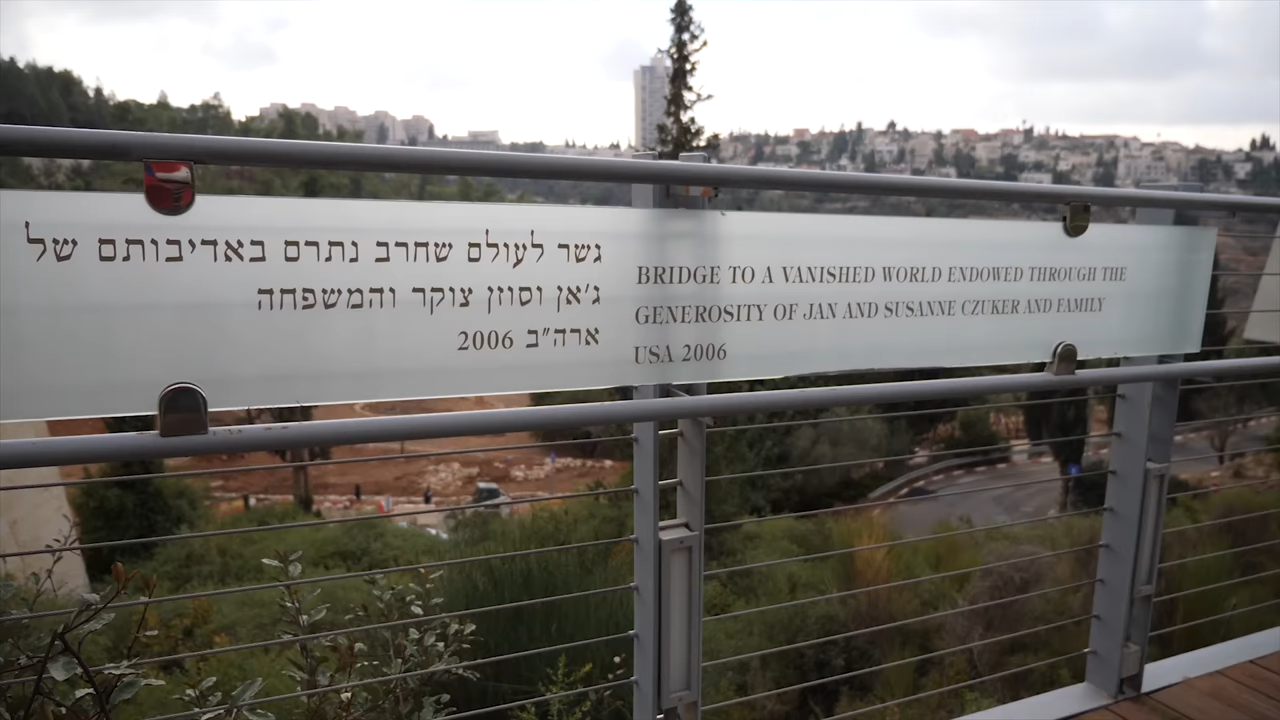 גשר לעולם שחרב נתרם באדיבותם של
ג'אן וסוזן צוקר והמשפחה
ארה"ב 2006
BRIDGE TO A VANISHED WORLD ENDOWED THROUGH THE
GENEROSITY OF JAN AND SUSANNE CZUKER AND FAMILY
USA 2006